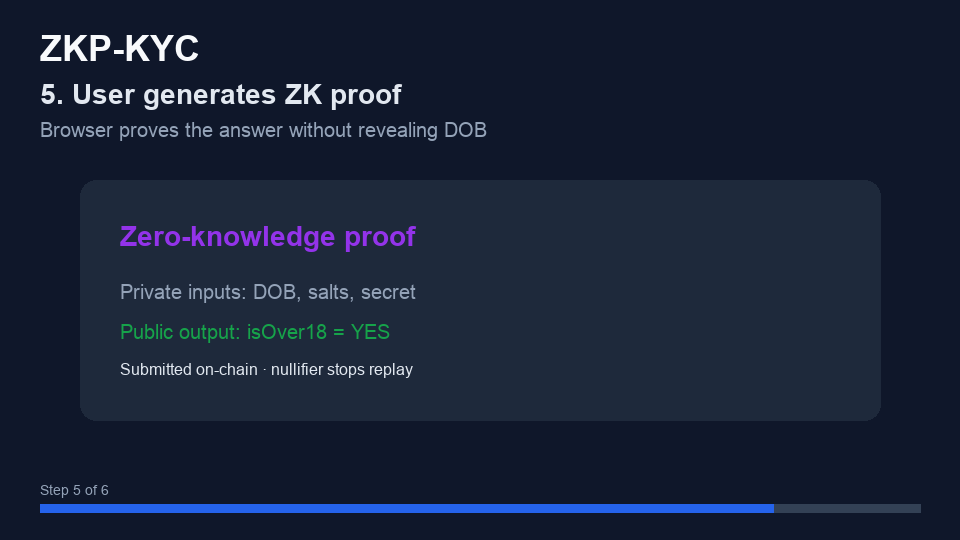 ZKP-KYC
5. User generates ZK proof
Browser proves the answer without revealing DOB
Zero-knowledge proof
Private inputs: DOB, salts, secret
Public output: isOver18 = YES
Submitted on-chain · nullifier stops replay
Step 5 of 6